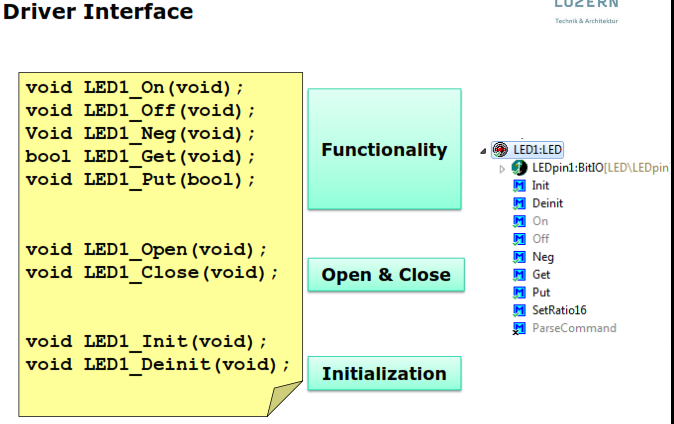 Driver Interface
LUZERN
Technik & Architektur
void LED1_On(void);
void LED1_Off(void);
Void LED1_Neg(void);
bool LED1_Get(void);
void LED1_Put(bool);
Functionality
void LED1_Open(void);
void LED1_Close(void);
Open & Close
void LED1_Init(void);
void LED1_Deinit(void);
Initialization
LED1:LED
LEDpin1:BitIO[LED\LEDpin
Init
Deinit
On
Off
Neg
Get
Put
SetRatio16
ParseCommand